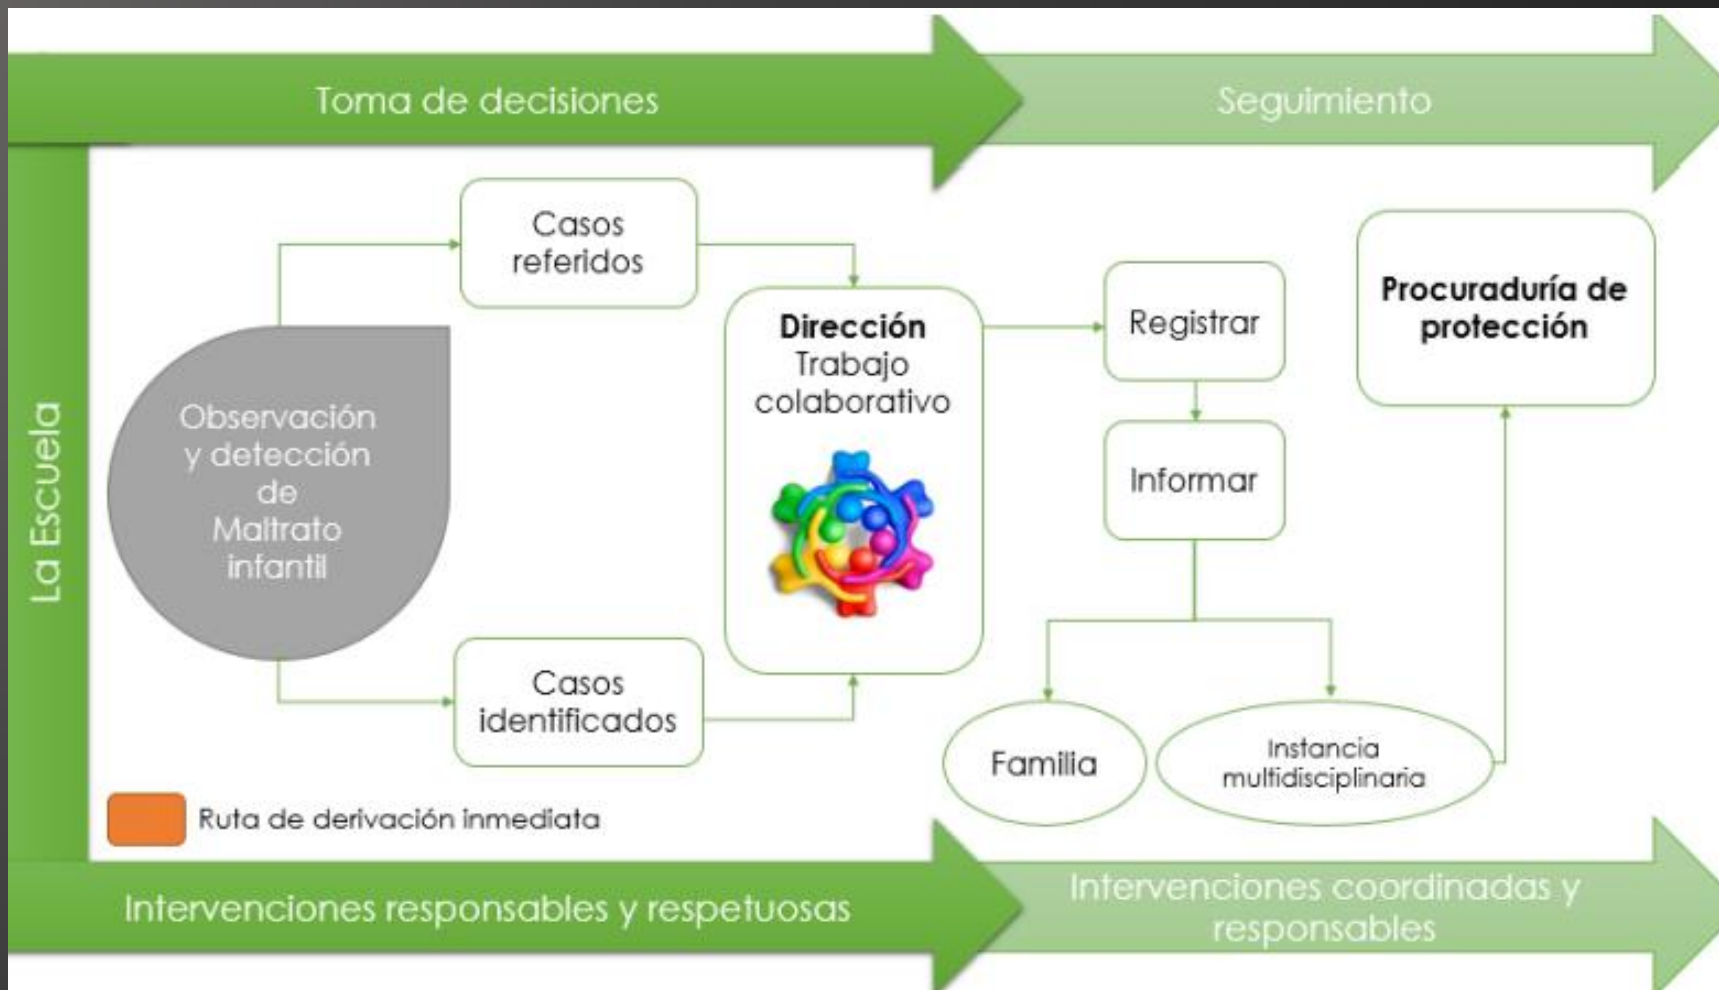 Toma de decisiones
Seguimiento
La Escuela
Observación
y detección
de
Maltrato
infantil
Casos
referidos
Casos
identificados
Dirección
Trabajo
colaborativo
Registrar
Informar
Familia
Instancia
multidisciplinaria
Procuraduría de
protección
Ruta de derivación inmediata
Intervenciones responsables y respetuosas
Intervenciones coordinadas y
responsables